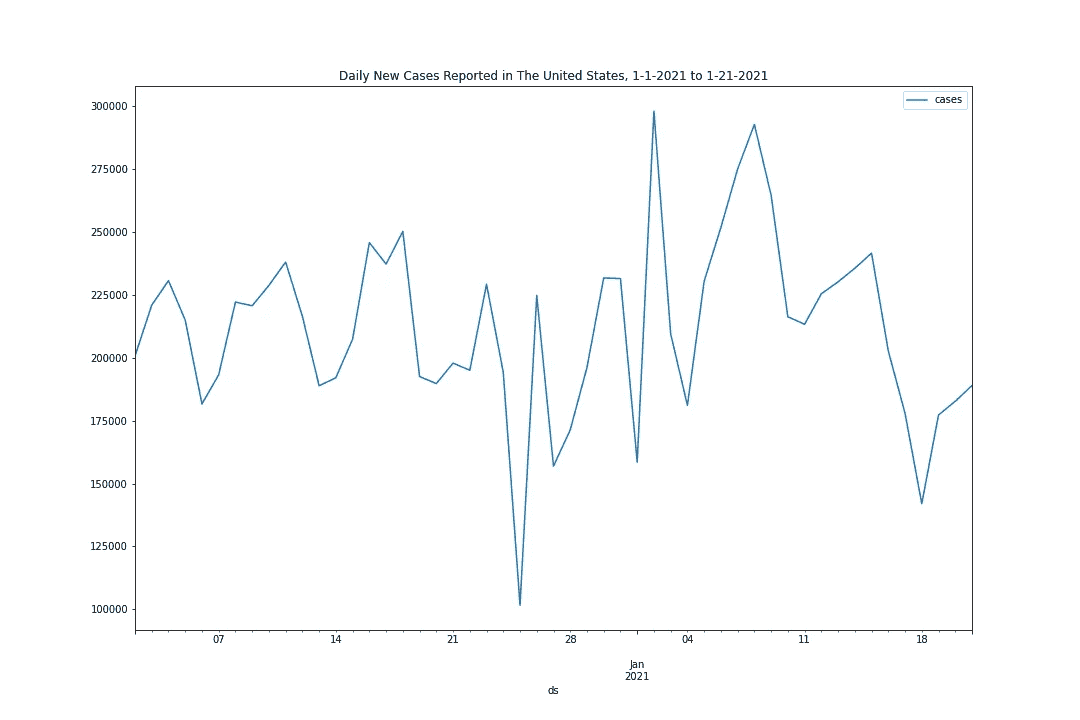 Daily New Cases Reported in The United States, 1-1-2021 to 1-21-2021
cases
300000
275000
250000
225000
200000
175000
150000
125000
100000
07 14 21 28 04 11 18
Jan
2021
ds